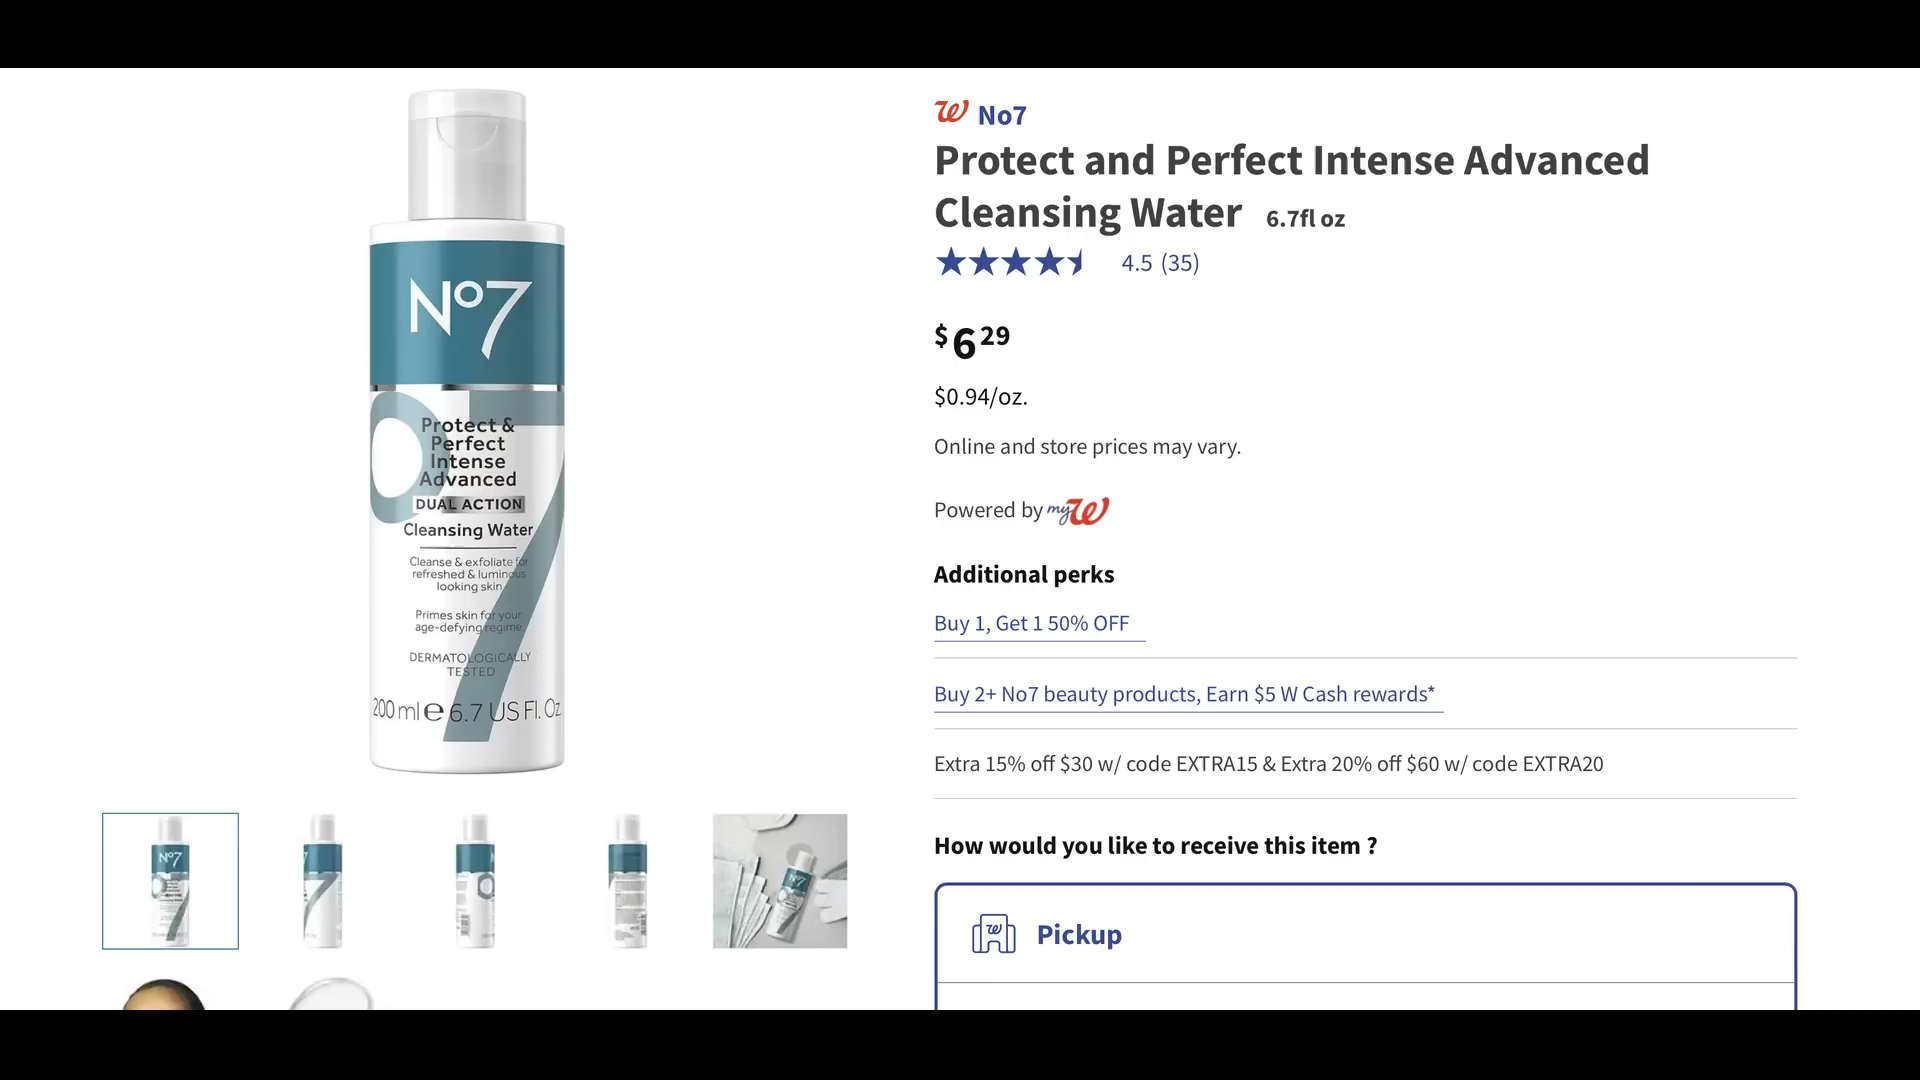 No7
Protect &
Perfect
Intense
Advanced
DUAL ACTION
Cleansing Water
Cleanse & exfoliate for
refreshed & luminous
looking skin
Primes skin for your
age-defying regime
DERMATOLOGICALLY
TESTED
200 ml e 6.7 US Fl. Oz.
No7
No7
W No7
Protect and Perfect Intense Advanced
Cleansing Water 6.7fl oz
4.5 (35)
$6 29
$0.94/oz.
Online and store prices may vary.
Powered by myW
Additional perks
Buy 1, Get 1 50% OFF
Buy 2+ No7 beauty products, Earn $5 W Cash rewards*
Extra 15% off $30 w/ code EXTRA15 & Extra 20% off $60 w/ code EXTRA20
How would you like to receive this item ?
W Pickup